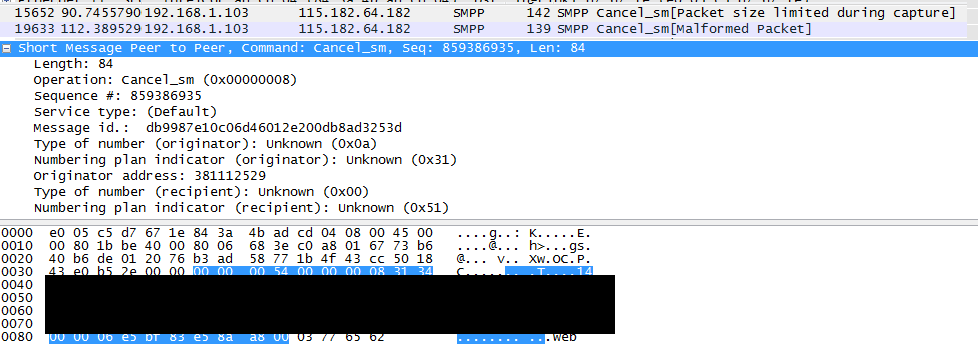 15652 90.7455790 192.168.1.103 115.182.64.182 SMPP 142 SMPP Cancel_sm[Packet size limited during capture]
19633 112.389529 192.168.1.103 115.182.64.182 SMPP 139 SMPP Cancel_sm[Malformed Packet]
Short Message Peer to Peer, Command: Cancel_sm, Seq: 859386935, Len: 84
Length: 84
Operation: Cancel_sm (0x00000008)
Sequence #: 859386935
Service type: (Default)
Message id.: db9987e10c06d46012e200db8ad3253d
Type of number (originator): Unknown (0x0a)
Numbering plan indicator (originator): Unknown (0x31)
Originator address: 381112529
Type of number (recipient): Unknown (0x00)
Numbering plan indicator (recipient): Unknown (0x51)
0000 e0 05 c5 d7 67 1e 84 3a 4b ad cd 04 08 00 45 00 ....g..: K.....E.
0010 00 80 1b be 40 00 80 06 68 3e c0 a8 01 67 73 b6 ....@... h>...gs.
0020 40 b6 de 01 20 76 b3 ad 58 77 1b 4f 43 cc 50 18 @... v.. Xw.OC.P.
0030 43 e0 b5 2e 00 00 00 00 00 54 00 00 00 08 31 34 C....... .T....14
0040
0050
0060
0070
0080 00 00 06 e5 bf 83 e5 8a a8 00 03 77 65 62 ........ ...web